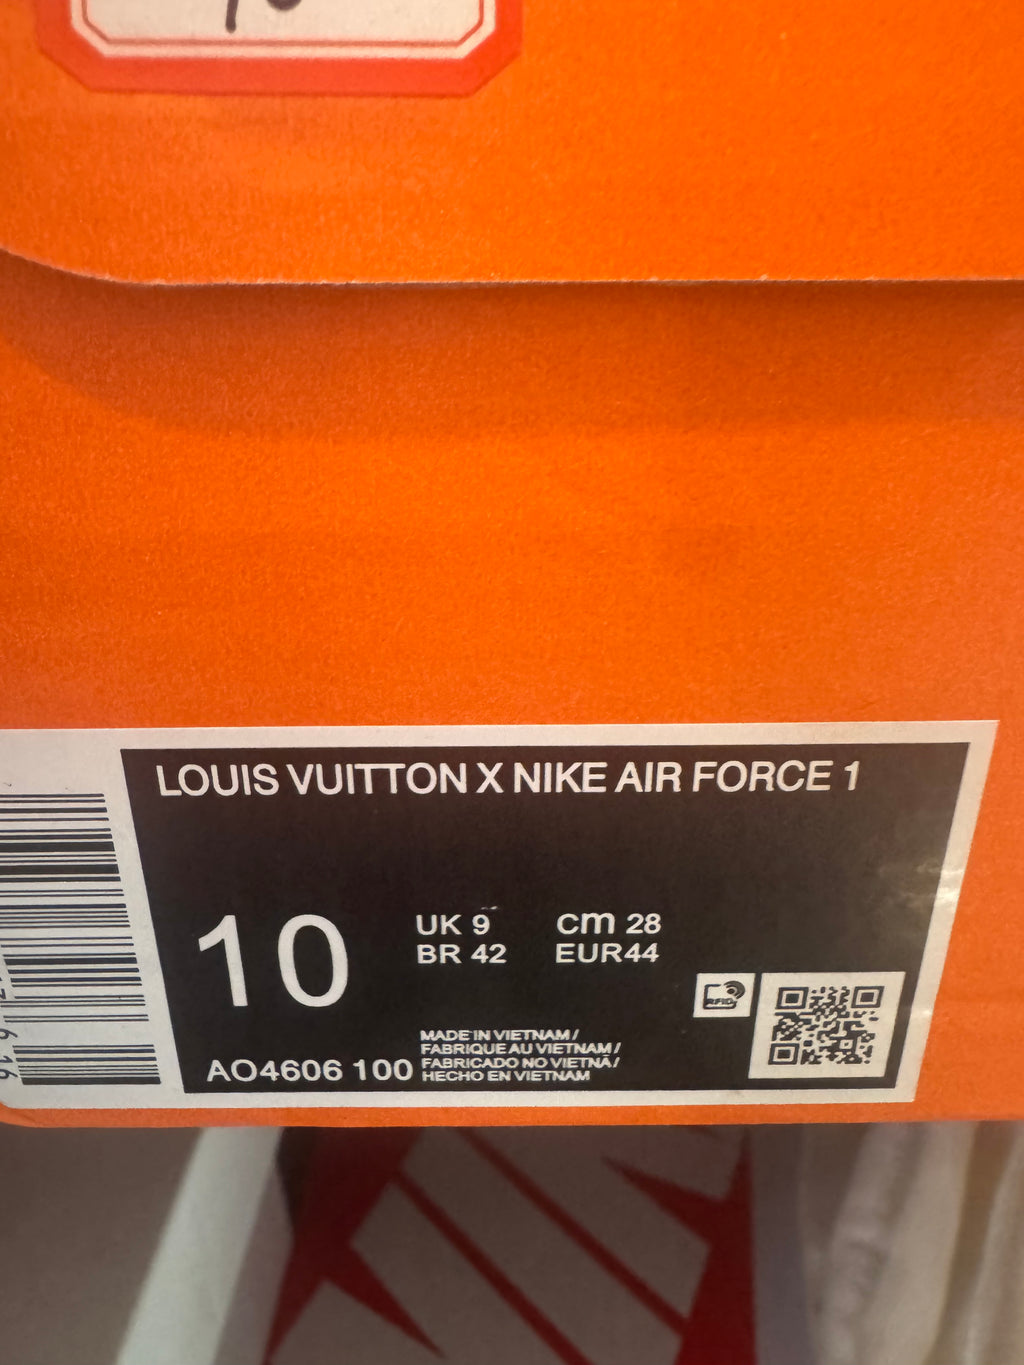 LOUIS VUITTON X NIKE AIR FORCE 1
10
UK 9 cm 28
BR 42 EUR44
RFID
MADE IN VIETNAM /
FABRIQUE AU VIETNAM /
FABRICADO NO VIETNÃ /
HECHO EN VIETNAM
AO4606 100